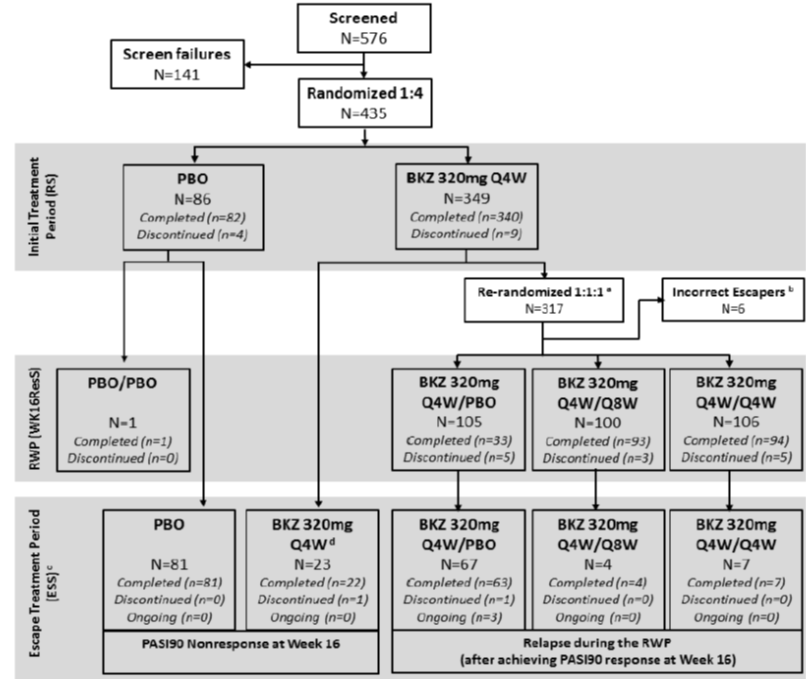 Screened
N=576
Screen failures
N=141
Randomized 1:4
N=435
Initial Treatment
Period (RS)
PBO
N=86
Completed (n=82)
Discontinued (n=4)
BKZ 320mg Q4W
N=349
Completed (n=340)
Discontinued (n=9)
Re-randomized 1:1:1 a
N=317
Incorrect Escapers b
N=6
RWP (WK16ResS)
PBO/PBO
N=1
Completed (n=1)
Discontinued (n=0)
BKZ 320mg
Q4W/PBO
N=105
Completed (n=33)
Discontinued (n=5)
BKZ 320mg
Q4W/Q8W
N=100
Completed (n=93)
Discontinued (n=3)
BKZ 320mg
Q4W/Q4W
N=106
Completed (n=94)
Discontinued (n=5)
Escape Treatment Period
(ESS) c
PBO
N=81
Completed (n=81)
Discontinued (n=0)
Ongoing (n=0)
BKZ 320mg
Q4W d
N=23
Completed (n=22)
Discontinued (n=1)
Ongoing (n=0)
BKZ 320mg
Q4W/PBO
N=67
Completed (n=63)
Discontinued (n=1)
Ongoing (n=3)
BKZ 320mg
Q4W/Q8W
N=4
Completed (n=4)
Discontinued (n=0)
Ongoing (n=0)
BKZ 320mg
Q4W/Q4W
N=7
Completed (n=7)
Discontinued (n=0)
Ongoing (n=0)
PASI90 Nonresponse at Week 16
Relapse during the RWP
(after achieving PASI90 response at Week 16)